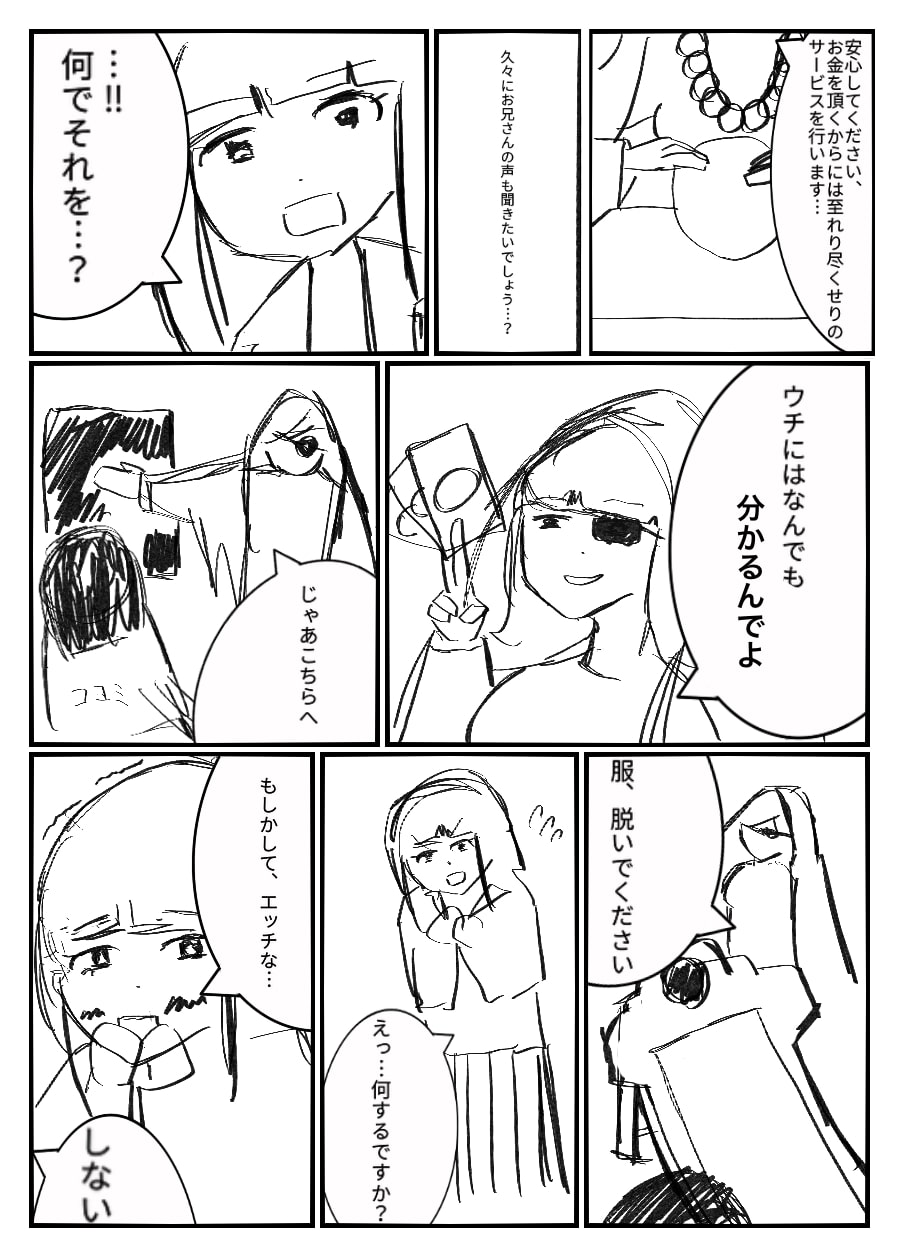 安心してください、
お金を頂くからには至れり尽くせりの
サービスを行います…
久々にお兄さんの声も聞きたいでしょう…？
…!!
何でそれを…？
ウチにはなんでも
分かるんでよ
じゃあこちらへ
コユミ
服、脱いでください
えっ…何するですか？
もしかして、エッチな…
しない